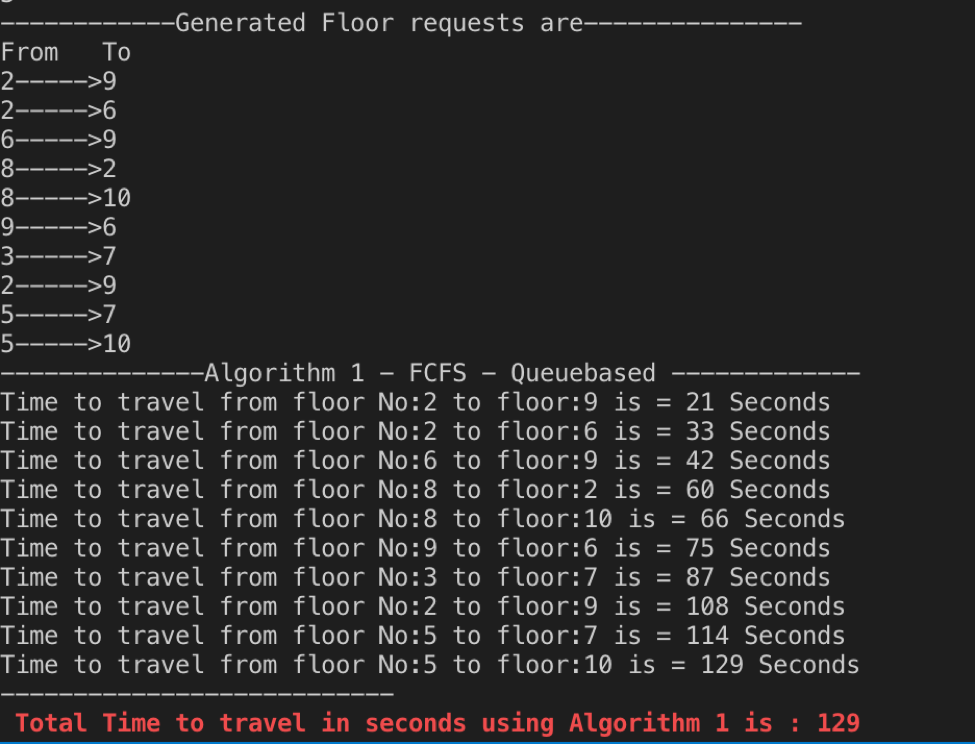 ------------Generated Floor requests are---------------
From   To
2----->9
2----->6
6----->9
8----->2
8----->10
9----->6
3----->7
2----->9
5----->7
5----->10
--------------Algorithm 1 - FCFS - Queuebased -------------
Time to travel from floor No:2 to floor:9 is = 21 Seconds
Time to travel from floor No:2 to floor:6 is = 33 Seconds
Time to travel from floor No:6 to floor:9 is = 42 Seconds
Time to travel from floor No:8 to floor:2 is = 60 Seconds
Time to travel from floor No:8 to floor:10 is = 66 Seconds
Time to travel from floor No:9 to floor:6 is = 75 Seconds
Time to travel from floor No:3 to floor:7 is = 87 Seconds
Time to travel from floor No:2 to floor:9 is = 108 Seconds
Time to travel from floor No:5 to floor:7 is = 114 Seconds
Time to travel from floor No:5 to floor:10 is = 129 Seconds
---------------------------
Total Time to travel in seconds using Algorithm 1 is : 129